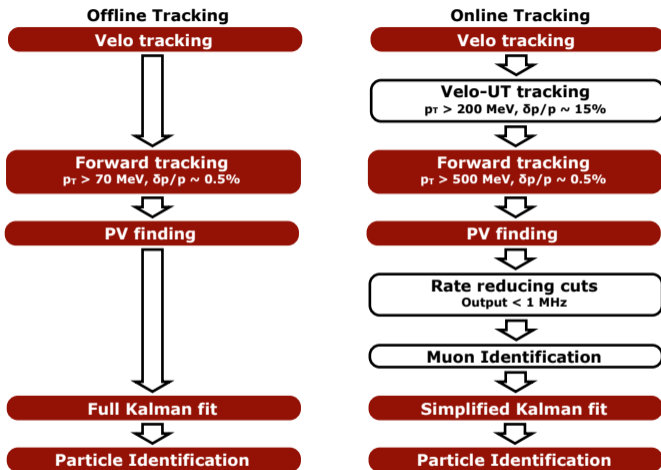 Offline Tracking
Velo tracking
Forward tracking
pT > 70 MeV, δp/p ~ 0.5%
PV finding
Full Kalman fit
Particle Identification
Online Tracking
Velo tracking
Velo-UT tracking
pT > 200 MeV, δp/p ~ 15%
Forward tracking
pT > 500 MeV, δp/p ~ 0.5%
PV finding
Rate reducing cuts
Output < 1 MHz
Muon Identification
Simplified Kalman fit
Particle Identification